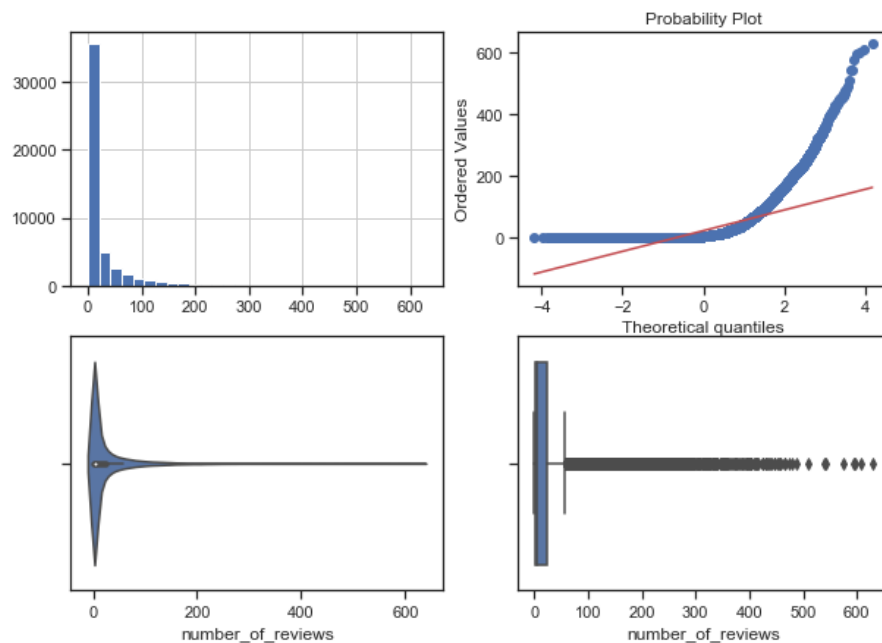 Probability Plot
30000
20000
10000
0
0 100 200 300 400 500 600
Ordered Values
600
400
200
0
−4 −2 0 2 4
Theoretical quantiles
0 200 400 600
number_of_reviews
0 100 200 300 400 500 600
number_of_reviews